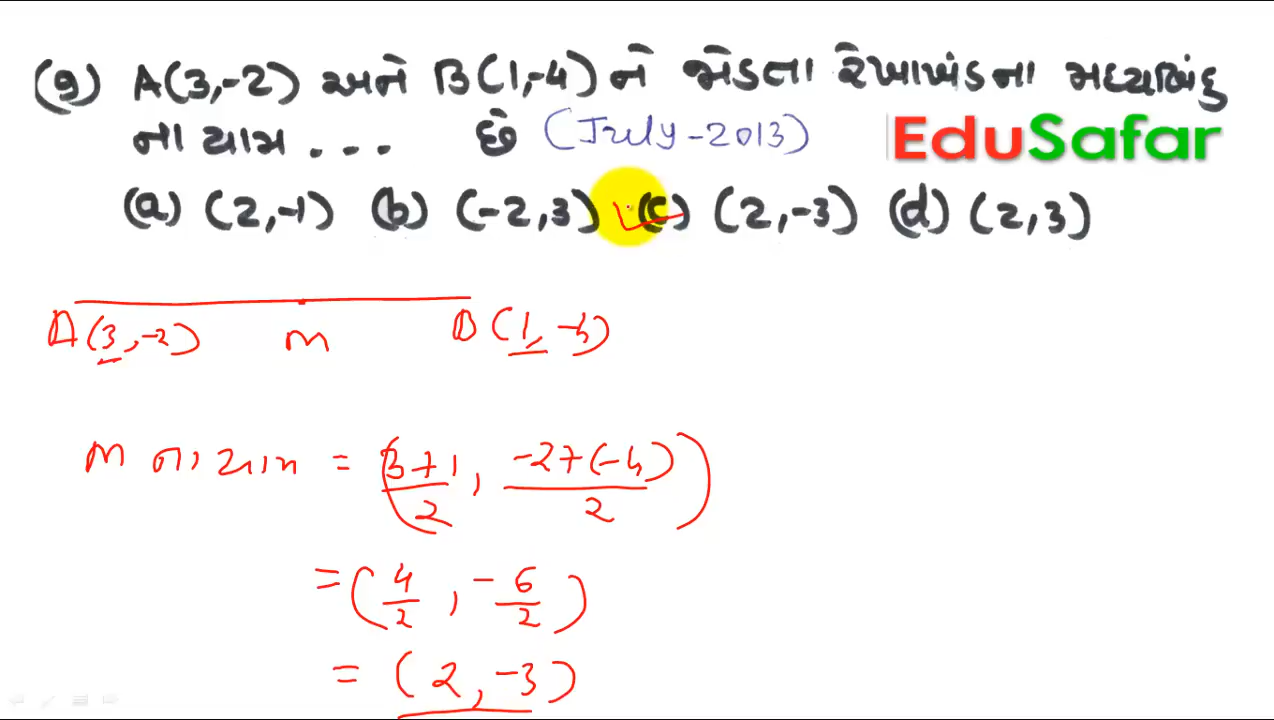 (9) A(3,-2) અને B(1,-4) ને જોડતા રેખાખંડના મધ્યબિંદુ
ના યામ . . . છે (July-2013)
EduSafar
(a) (2,-1) (b) (-2,3) (c) (2,-3) (d) (2,3)
A(3,-2) m B(1,-4)
m ના યામ = (3+1/2, -2+(-4)/2)
= (4/2, -6/2)
= (2,-3)